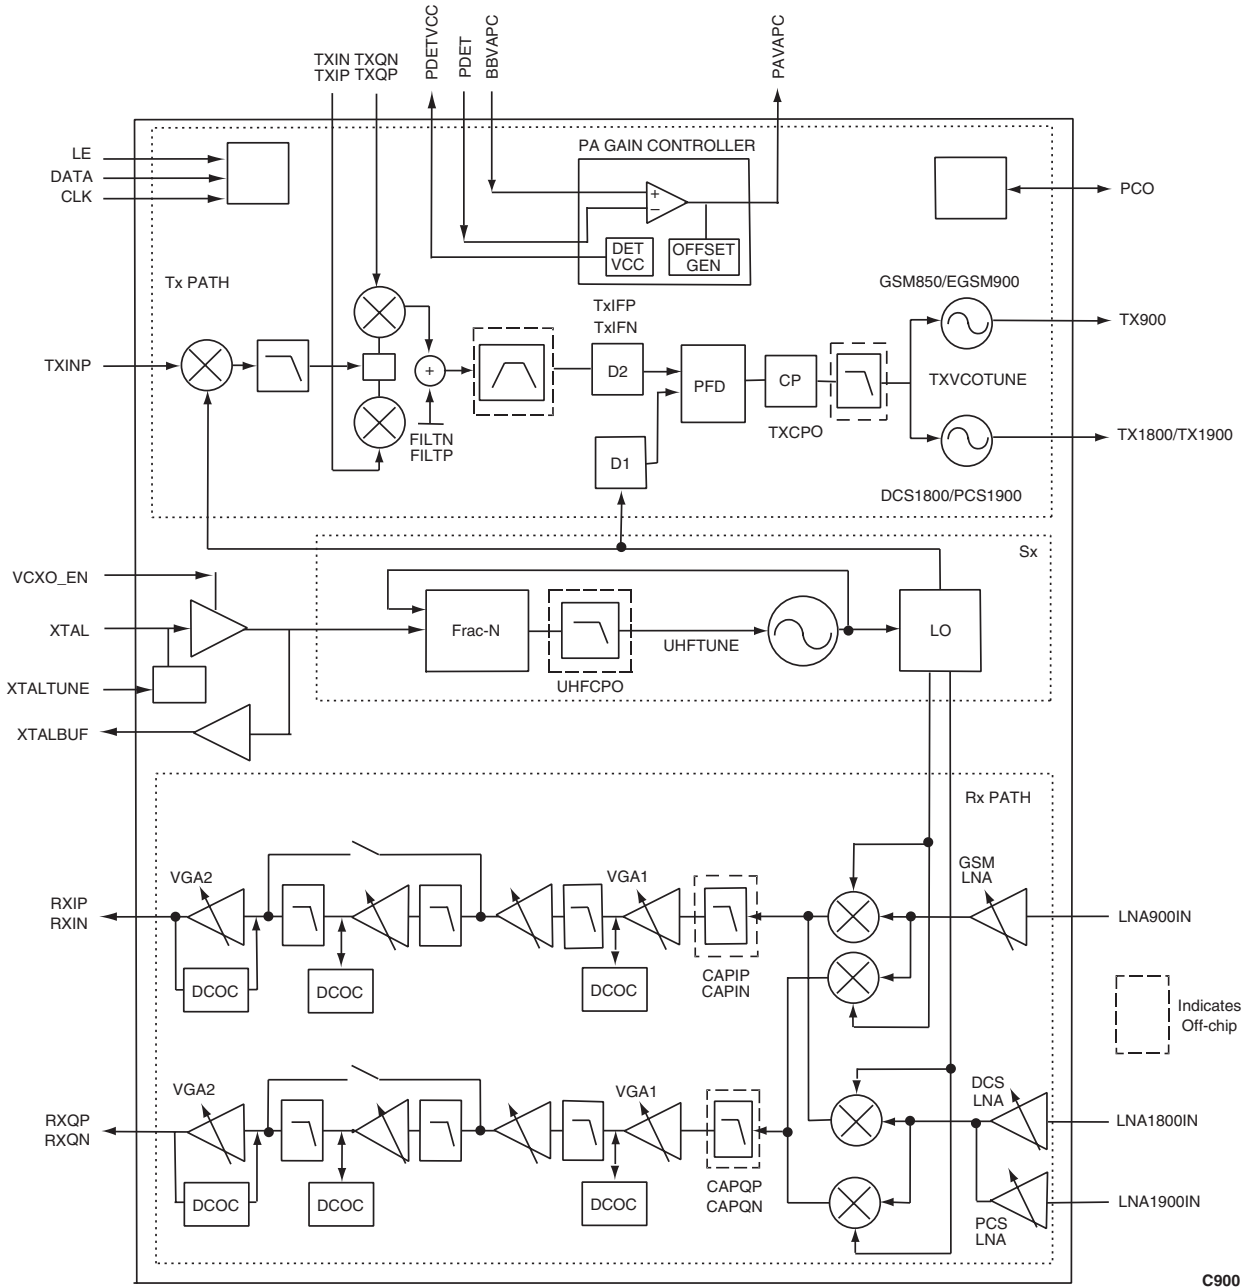 TXIN TXQN
TXIP TXQP
PDETVCC
PDET
BBVAPC
PAVAPC
LE
DATA
CLK
PA GAIN CONTROLLER
+
−
DET
VCC
OFFSET
GEN
PCO
Tx PATH
TxIFP
TxIFN
GSM850/EGSM900
TX900
TXINP
+
D2
PFD
CP
TXVCOTUNE
TXCPO
FILTN
FILTP
D1
TX1800/TX1900
DCS1800/PCS1900
Sx
VCXO_EN
XTAL
Frac-N
UHFTUNE
LO
UHFCPO
XTALTUNE
XTALBUF
Rx PATH
GSM
LNA
VGA2
VGA1
RXIP
RXIN
LNA900IN
DCOC
DCOC
DCOC
CAPIP
CAPIN
Indicates
Off-chip
VGA2
VGA1
DCS
LNA
RXQP
RXQN
LNA1800IN
DCOC
DCOC
DCOC
CAPQP
CAPQN
LNA1900IN
PCS
LNA
C900